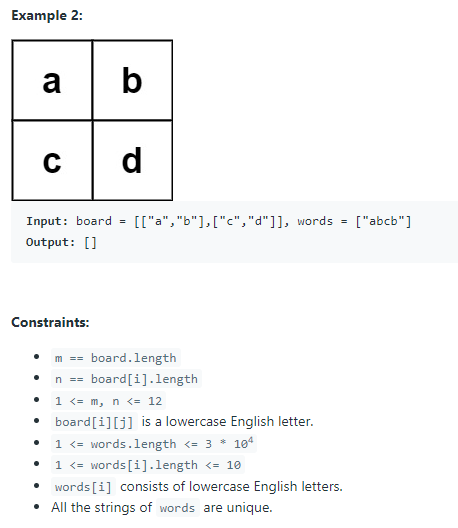 Example 2:
a b
c d
Input: board = [["a","b"],["c","d"]], words = ["abcb"]
Output: []
Constraints:
• m == board.length
• n == board[i].length
• 1 <= m, n <= 12
• board[i][j] is a lowercase English letter.
• 1 <= words.length <= 3 * 10⁴
• 1 <= words[i].length <= 10
• words[i] consists of lowercase English letters.
• All the strings of words are unique.